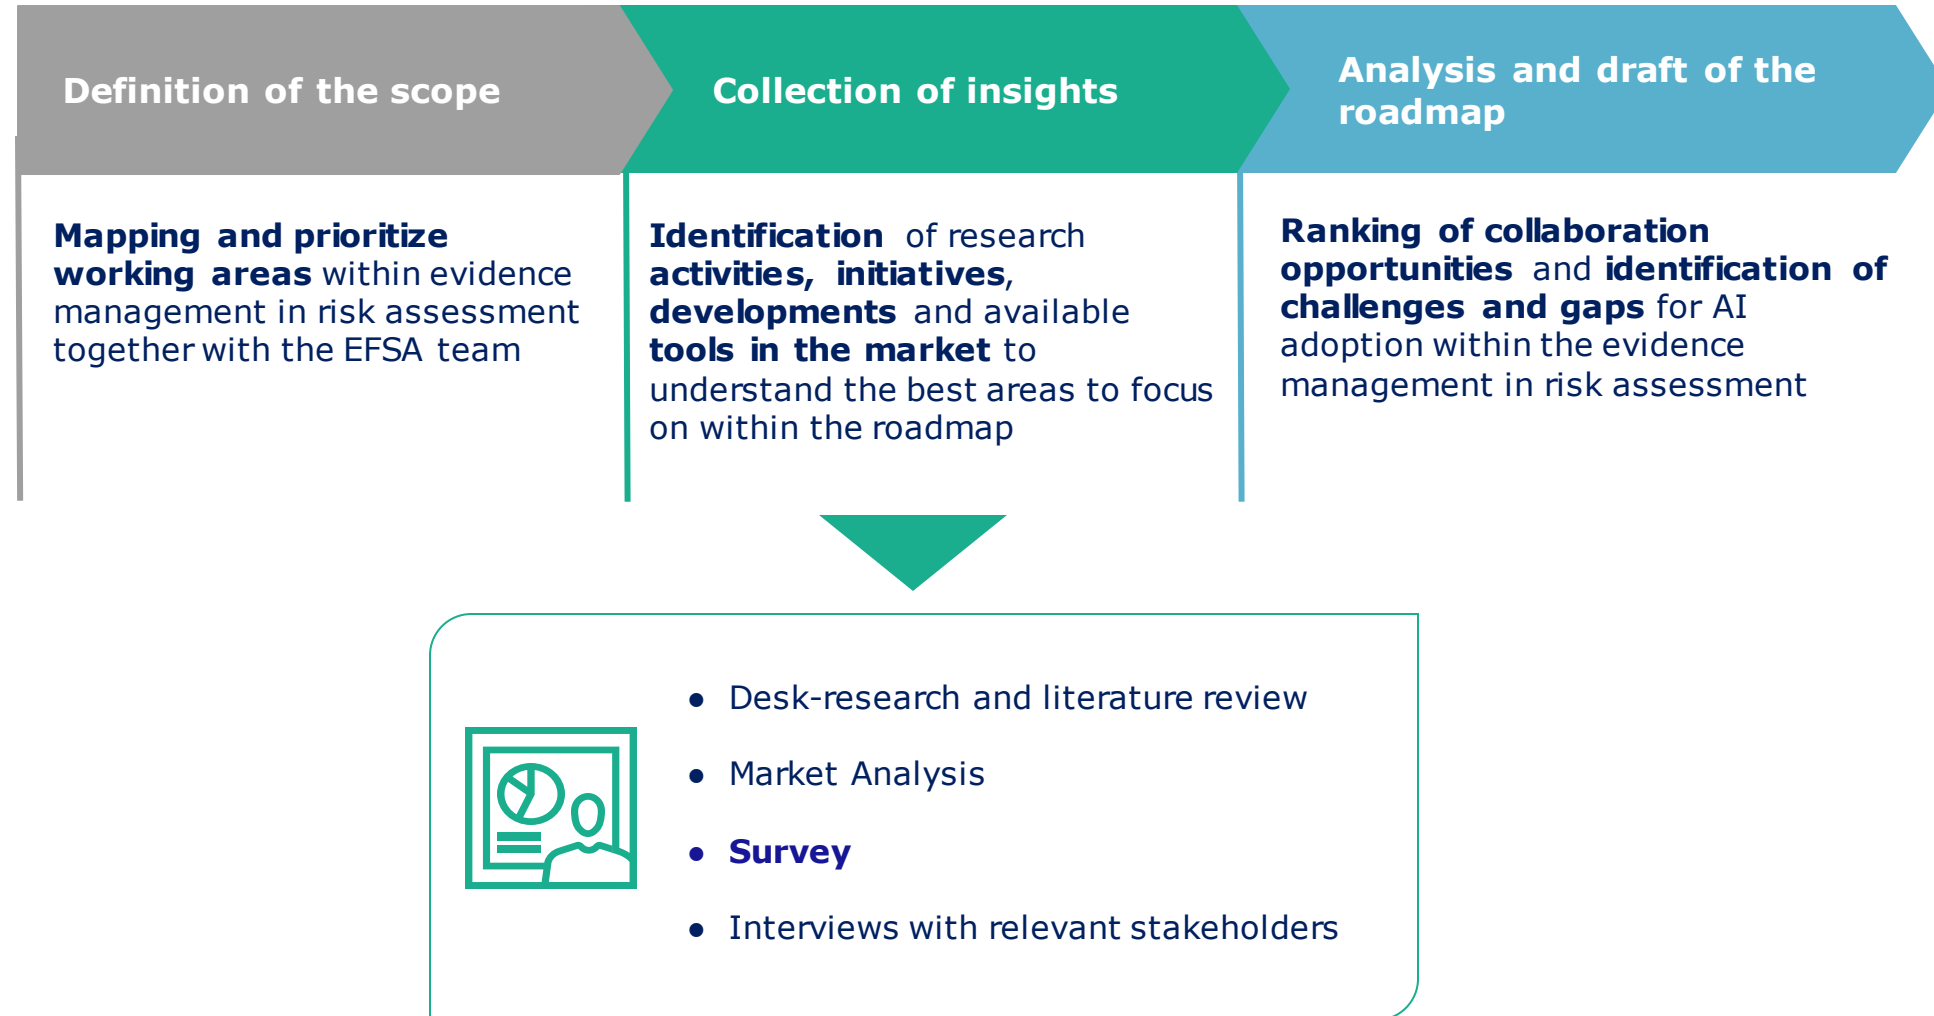 Definition of the scope
Collection of insights
Analysis and draft of the
roadmap
Mapping and prioritize
working areas within evidence
management in risk assessment
together with the EFSA team
Identification of research
activities, initiatives,
developments and available
tools in the market to
understand the best areas to focus
on within the roadmap
Ranking of collaboration
opportunities and identification of
challenges and gaps for AI
adoption within the evidence
management in risk assessment
● Desk-research and literature review
● Market Analysis
● Survey
● Interviews with relevant stakeholders